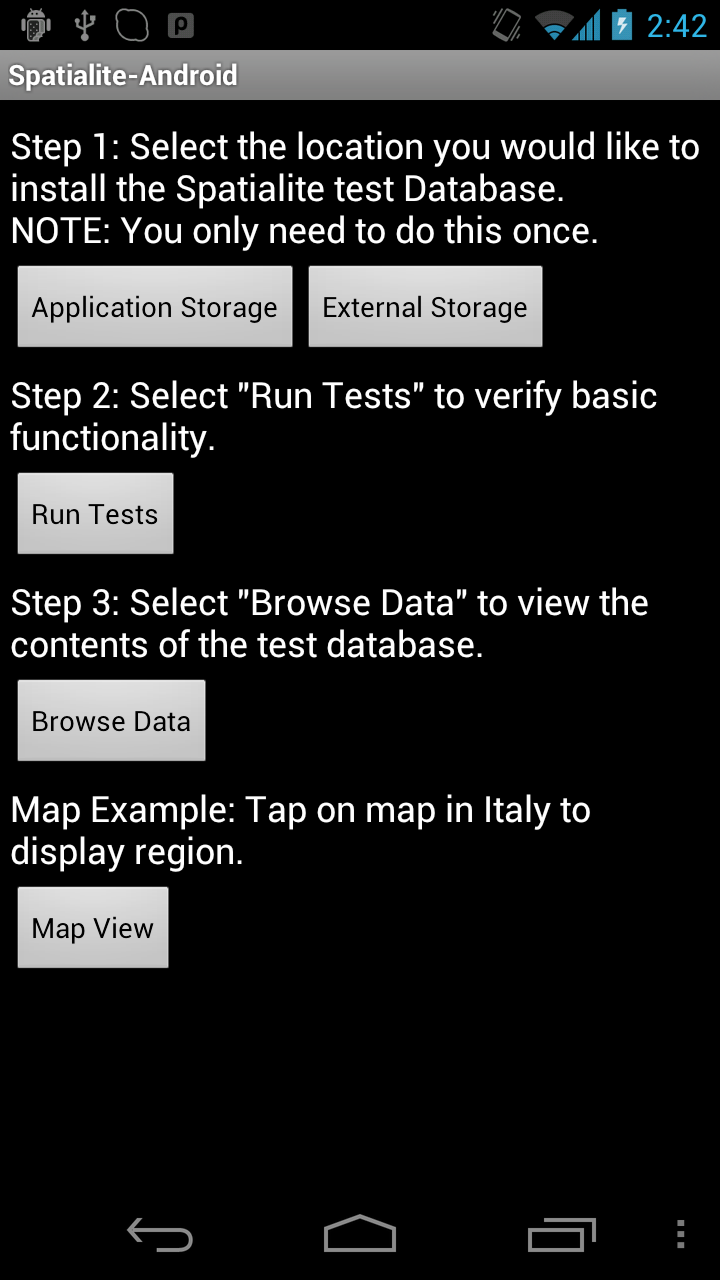 2:42
Spatialite-Android
Step 1: Select the location you would like to
install the Spatialite test Database.
NOTE: You only need to do this once.
Application Storage External Storage
Step 2: Select "Run Tests" to verify basic
functionality.
Run Tests
Step 3: Select "Browse Data" to view the
contents of the test database.
Browse Data
Map Example: Tap on map in Italy to
display region.
Map View